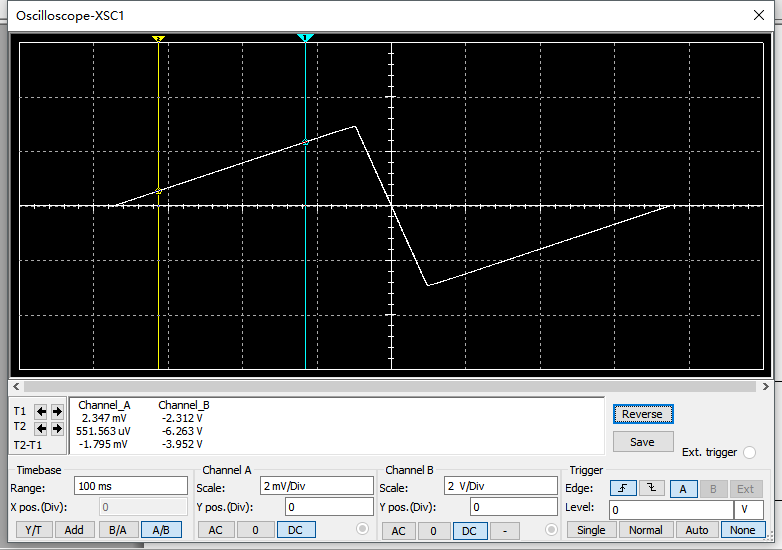 Oscilloscope-XSC1
2 1
T1 Channel_A Channel_B
2.347 mV -2.312 V
T2 551.563 uV -6.263 V
T2-T1 -1.795 mV -3.952 V
Reverse
Save
Ext. trigger
Timebase Channel A Channel B Trigger
Range: 100 ms Scale: 2 mV/Div Scale: 2 V/Div Edge: A B Ext
X pos.(Div): 0 Y pos.(Div): 0 Y pos.(Div): 0 Level: 0 V
Y/T Add B/A A/B AC 0 DC AC 0 DC - Single Normal Auto None